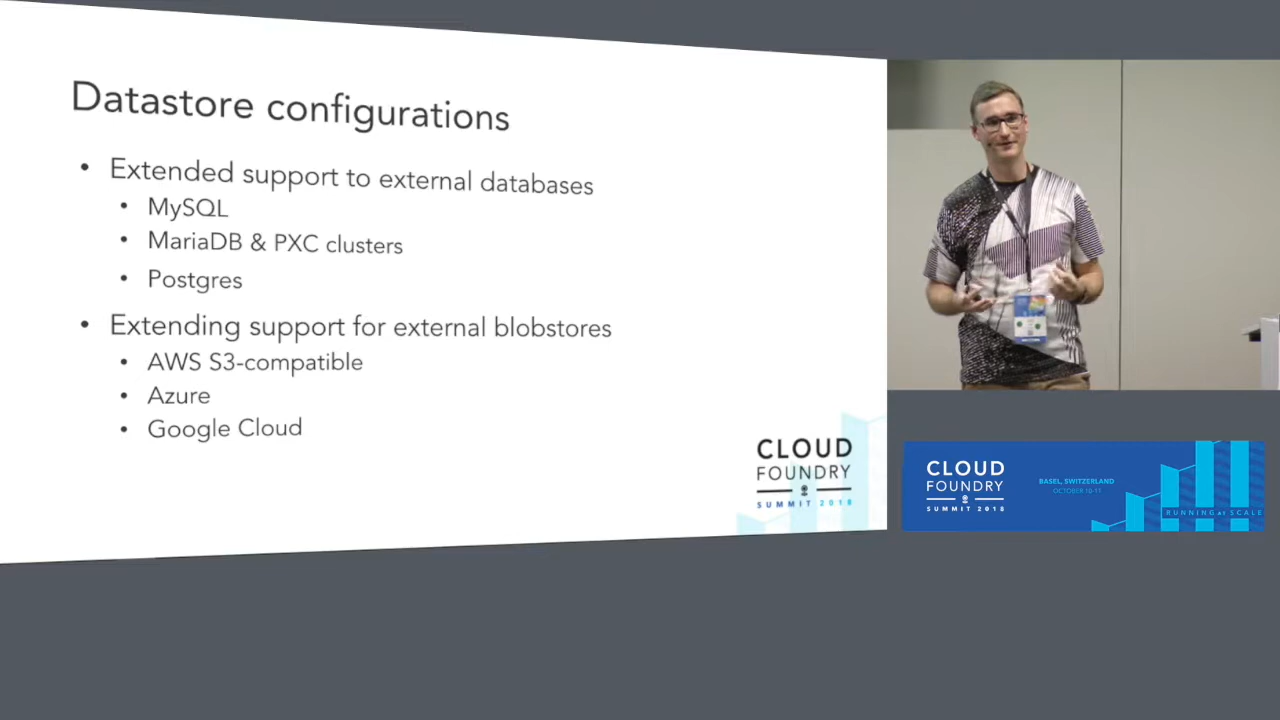 Datastore configurations
• Extended support to external databases
• MySQL
• MariaDB & PXC clusters
• Postgres
• Extending support for external blobstores
• AWS S3-compatible
• Azure
• Google Cloud
CLOUD
FOUNDRY
SUMMIT 2018
CLOUD
FOUNDRY
SUMMIT 2018
BASEL, SWITZERLAND
OCTOBER 10-11
RUNNING AT SCALE